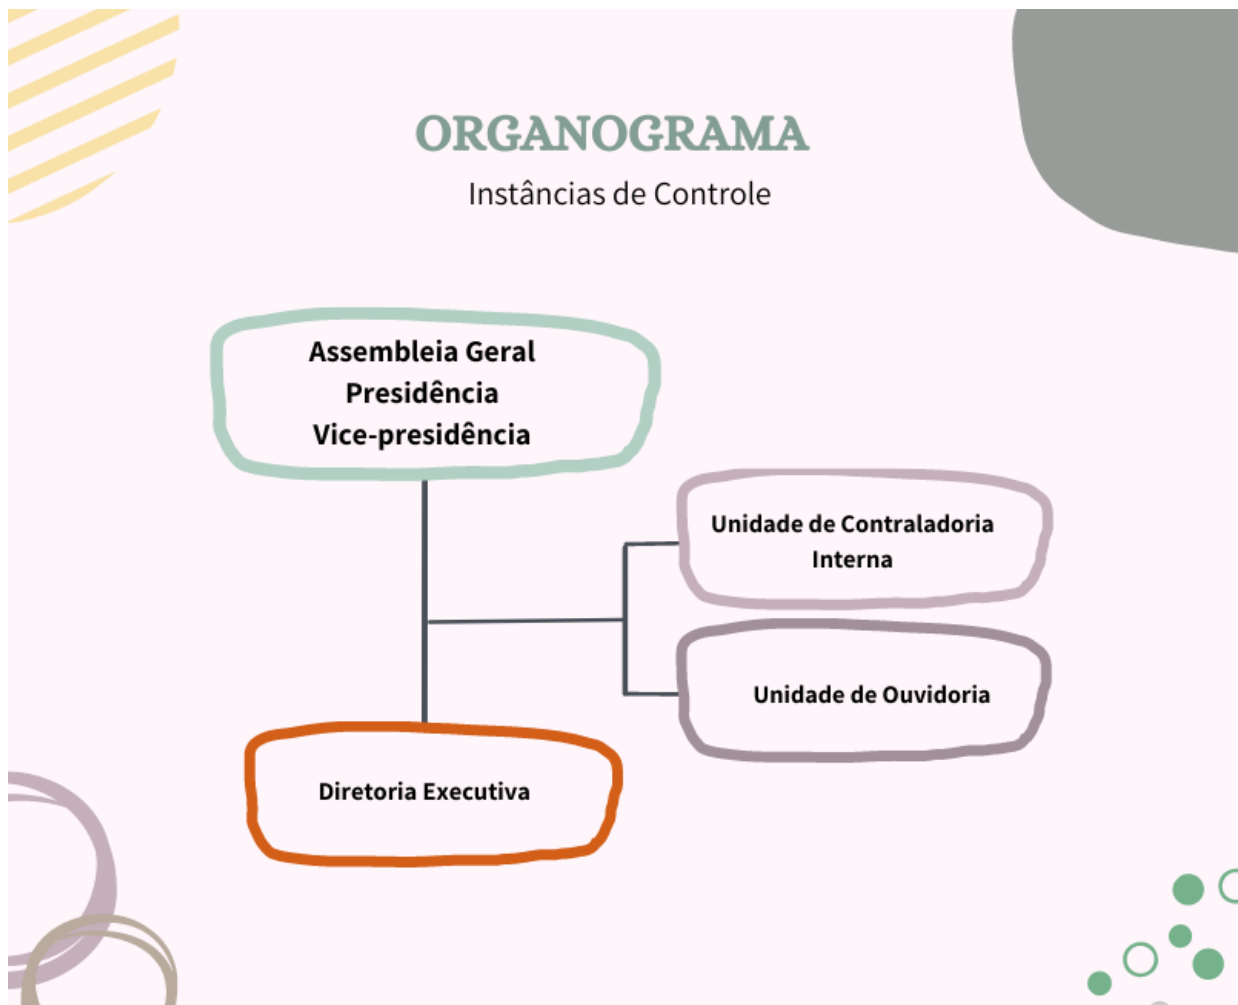 ORGANOGRAMA
Instâncias de Controle
Assembleia Geral
Presidência
Vice-presidência
Unidade de Contraladoria
Interna
Unidade de Ouvidoria
Diretoria Executiva